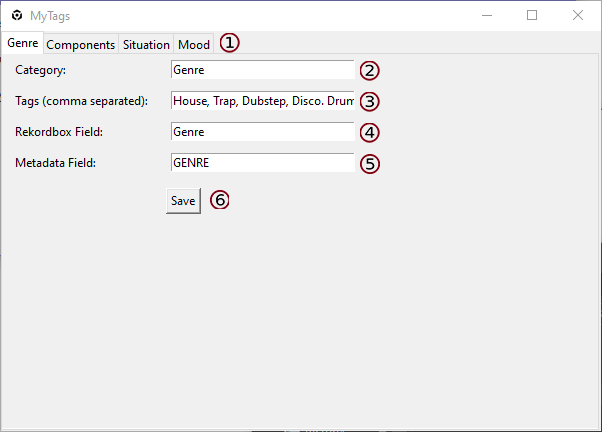 MyTags
Genre Components Situation Mood ①
Category: Genre ②
Tags (comma separated): House, Trap, Dubstep, Disco. Drum ③
Rekordbox Field: Genre ④
Metadata Field: GENRE ⑤
Save ⑥